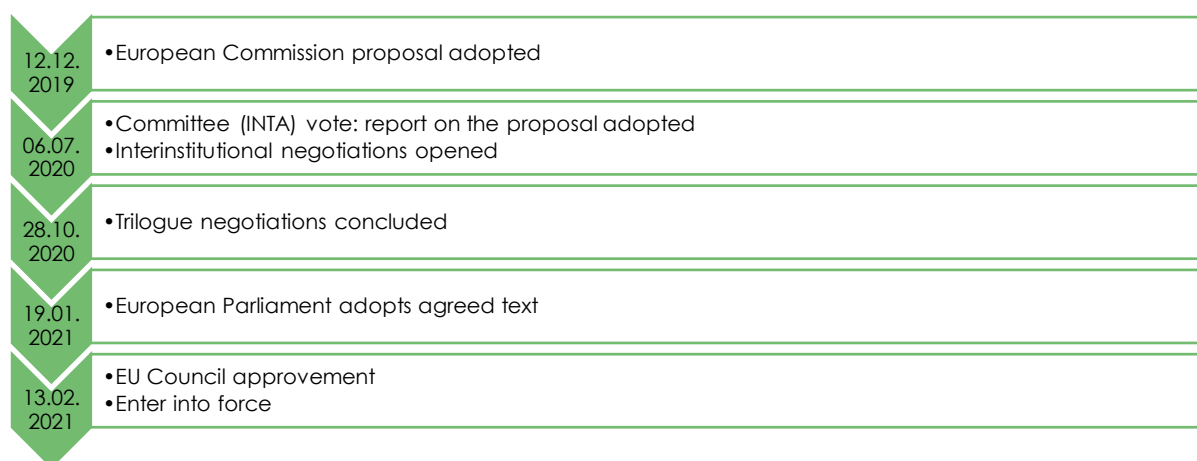 12.12.
2019
•European Commission proposal adopted
06.07.
2020
•Committee (INTA) vote: report on the proposal adopted
•Interinstitutional negotiations opened
28.10.
2020
•Trilogue negotiations concluded
19.01.
2021
•European Parliament adopts agreed text
13.02.
2021
•EU Council approvement
•Enter into force